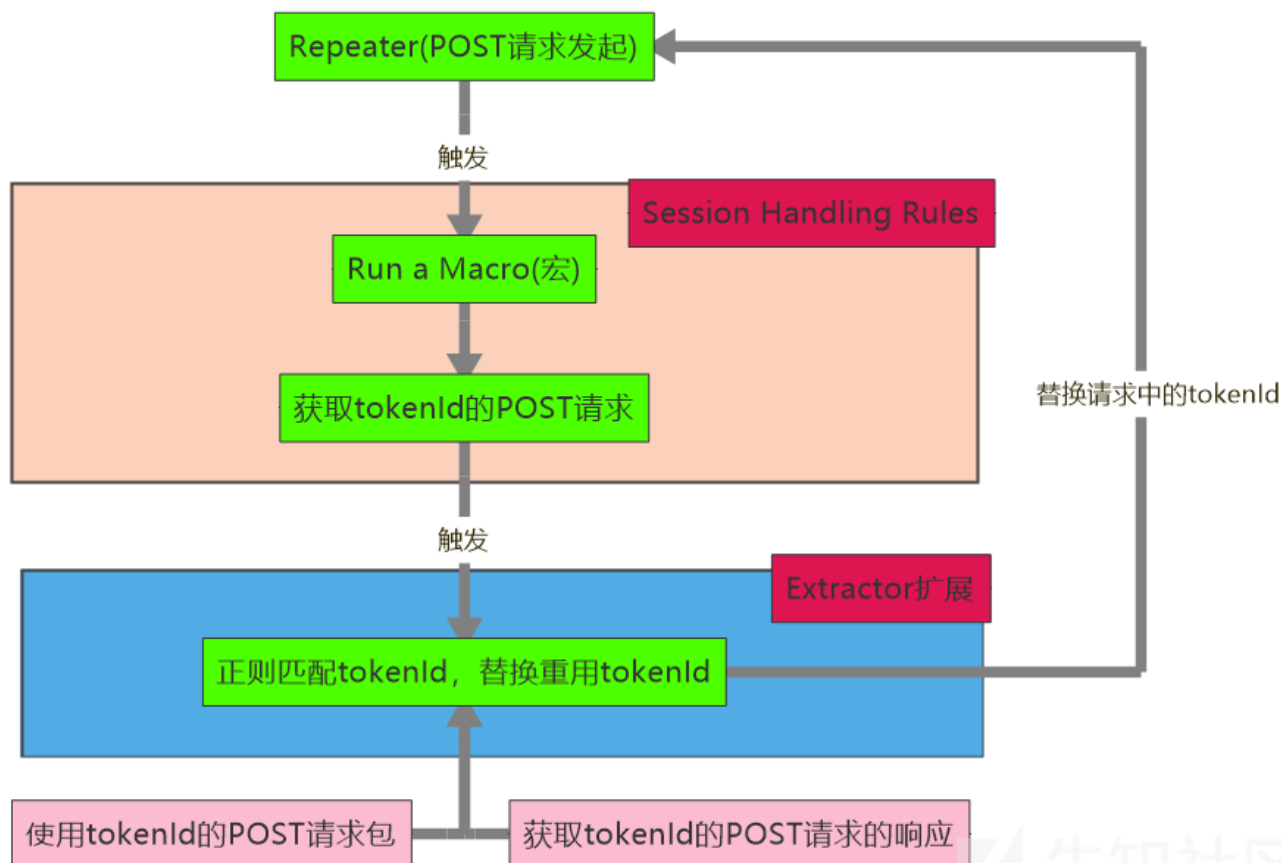 Repeater(POST请求发起)
触发
Session Handling Rules
Run a Macro(宏)
获取tokenId的POST请求
替换请求中的tokenId
触发
Extractor扩展
正则匹配tokenId，替换重用tokenId
使用tokenId的POST请求包
获取tokenId的POST请求的响应